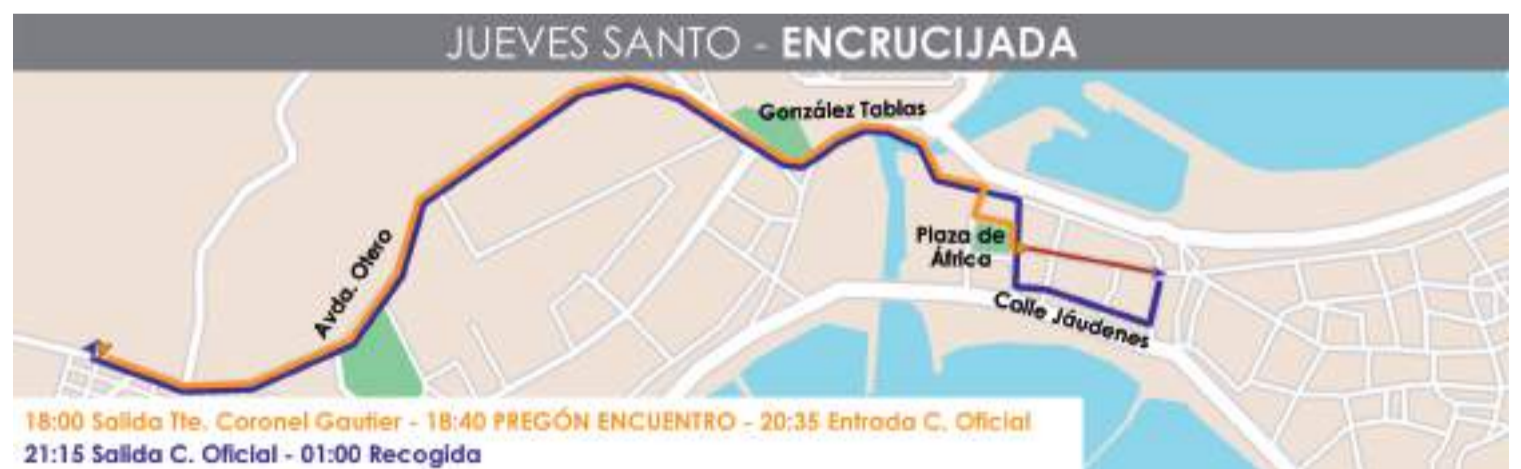 JUEVES SANTO - ENCRUCIJADA
González Tablas
Plaza de
África
Avda. Otero
Calle Jáudenes
18:00 Salida Tte. Coronel Gautier - 18:40 PREGÓN ENCUENTRO - 20:35 Entrada C. Oficial
21:15 Salida C. Oficial - 01:00 Recogida